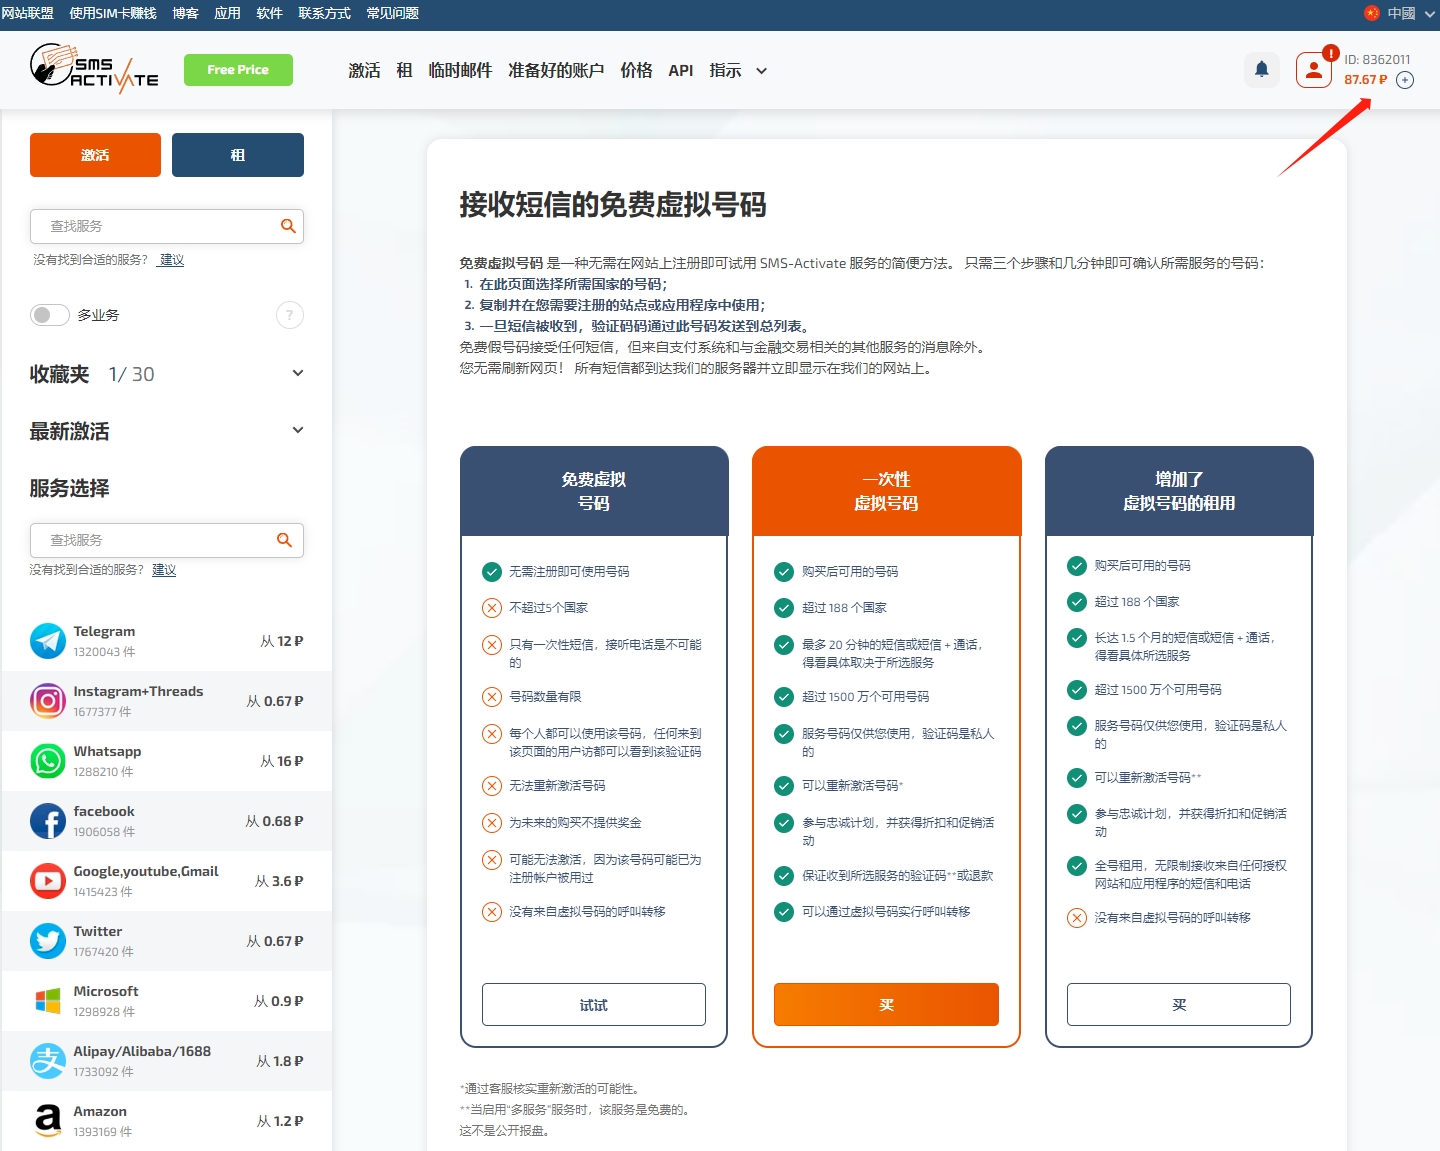 网站联盟 使用SIM卡赚钱 博客 应用 软件 联系方式 常见问题 中國
SMS ACTIVATE
Free Price
激活 租 临时邮件 准备好的账户 价格 API 指示
!
ID: 8362011
87.67 ₽ +
激活 租
查找服务
没有找到合适的服务? 建议
多业务 ?
收藏夹 1/ 30
最新激活
服务选择
查找服务
没有找到合适的服务? 建议
Telegram
1320043 件
从 12 ₽
Instagram+Threads
1677377 件
从 0.67 ₽
Whatsapp
1288210 件
从 16 ₽
facebook
1906058 件
从 0.68 ₽
Google,youtube,Gmail
1415423 件
从 3.6 ₽
Twitter
1767420 件
从 0.67 ₽
Microsoft
1298928 件
从 0.9 ₽
Alipay/Alibaba/1688
1733092 件
从 1.8 ₽
Amazon
1393169 件
从 1.2 ₽
接收短信的免费虚拟号码
免费虚拟号码 是一种无需在网站上注册即可试用 SMS-Activate 服务的简便方法。 只需三个步骤和几分钟即可确认所需服务的号码：
1. 在此页面选择所需国家的号码；
2. 复制并在您需要注册的站点或应用程序中使用；
3. 一旦短信被收到，验证码码通过此号码发送到总列表。
免费假号码接受任何短信，但来自支付系统和与金融交易相关的其他服务的消息除外。
您无需刷新网页！ 所有短信都到达我们的服务器并立即显示在我们的网站上。
免费虚拟
号码
无需注册即可使用号码
不超过5个国家
只有一次性短信，接听电话是不可能
的
号码数量有限
每个人都可以使用该号码，任何来到
该页面的用户访都可以看到该验证码
无法重新激活号码
为未来的购买不提供奖金
可能无法激活，因为该号码可能已为
注册帐户被用过
没有来自虚拟号码的呼叫转移
试试
一次性
虚拟号码
购买后可用的号码
超过 188 个国家
最多 20 分钟的短信或短信 + 通话，
得看具体取决于所选服务
超过 1500 万个可用号码
服务号码仅供您使用，验证码是私人
的
可以重新激活号码*
参与忠诚计划，并获得折扣和促销活
动
保证收到所选服务的验证码**或退款
可以通过虚拟号码实行呼叫转移
买
增加了
虚拟号码的租用
购买后可用的号码
超过 188 个国家
长达 1.5 个月的短信或短信 + 通话，
得看具体所选服务
超过 1500 万个可用号码
服务号码仅供您使用，验证码是私人
的
可以重新激活号码**
参与忠诚计划，并获得折扣和促销活
动
全号租用，无限制接收来自任何授权
网站和应用程序的短信和电话
没有来自虚拟号码的呼叫转移
买
*通过客服核实重新激活的可能性。
**当启用"多服务"服务时，该服务是免费的。
这不是公开报盘。